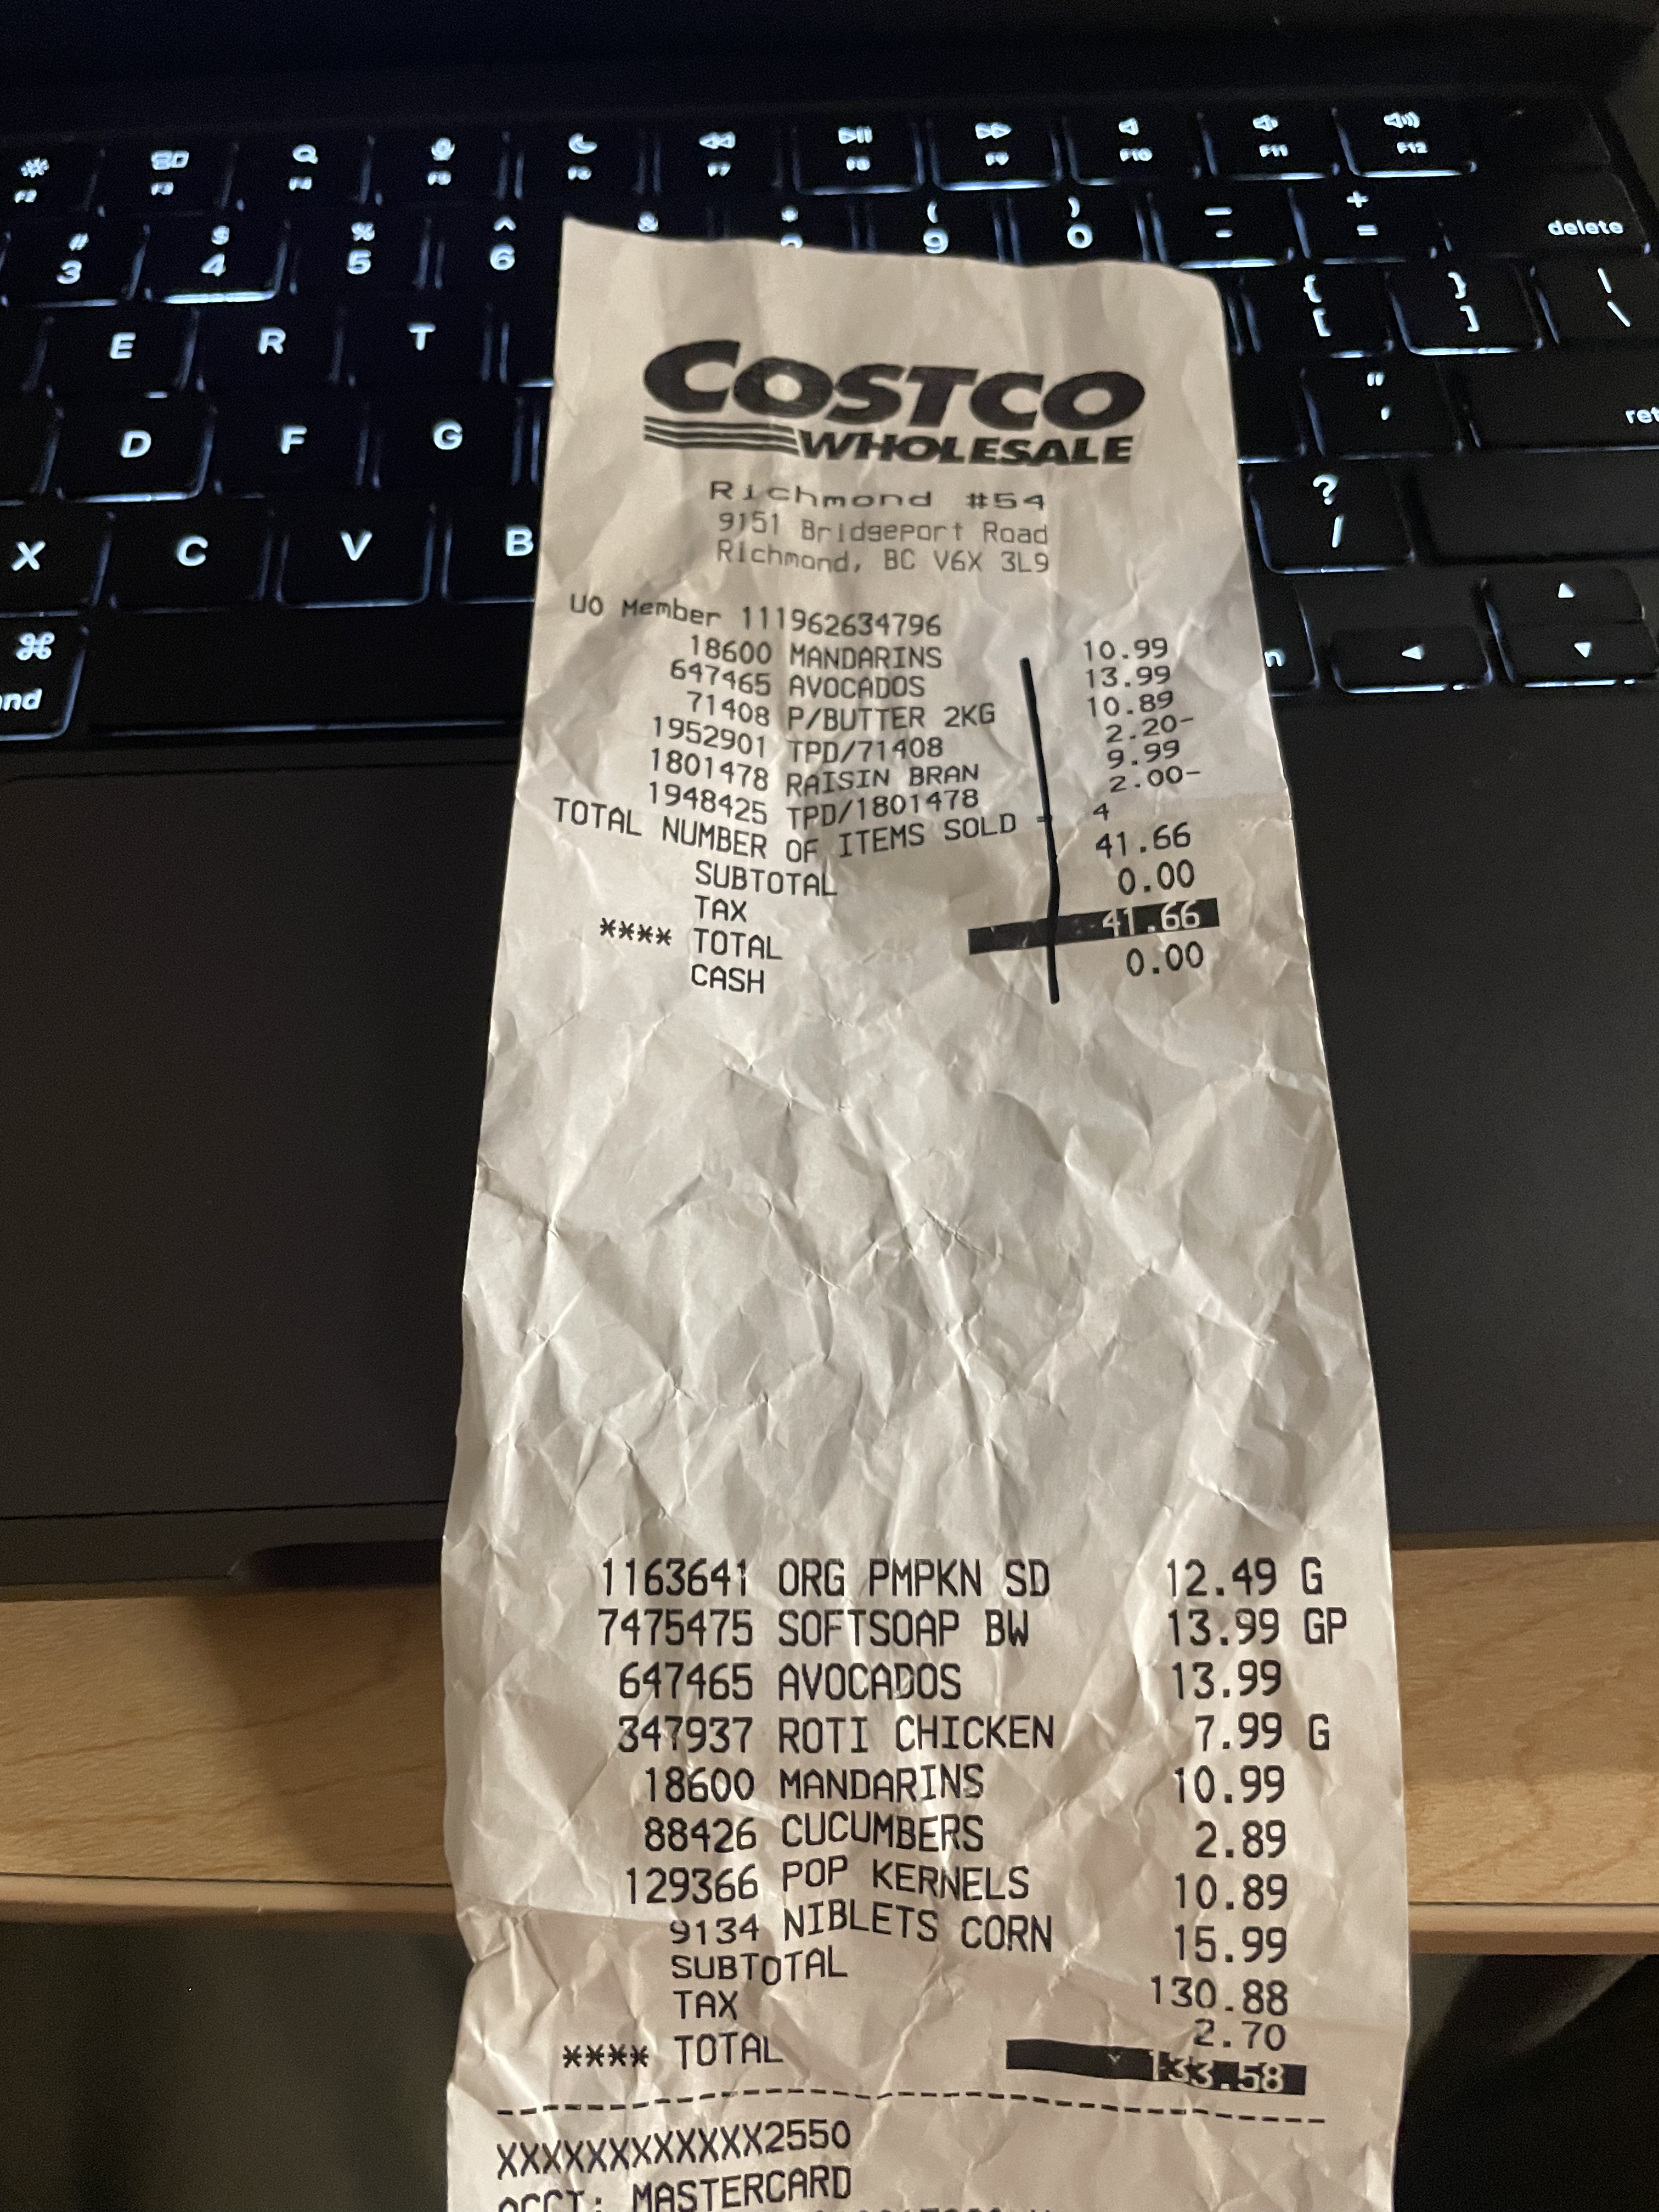 F2 F3 F4 F5 F6 F7 F8 F9 F10 F11 F12
# $ % ^ & * ( ) — +
3 4 5 6 9 0 - = delete
E R T { [ } ] | \
D F G " ' ret
X C V B ? /
⌘
nd
n
COSTCO
WHOLESALE
Richmond #54
9151 Bridgeport Road
Richmond, BC V6X 3L9
UO Member 111962634796
18600 MANDARINS 10.99
647465 AVOCADOS 13.99
71408 P/BUTTER 2KG 10.89
1952901 TPD/71408 2.20-
1801478 RAISIN BRAN 9.99
1948425 TPD/1801478 2.00-
TOTAL NUMBER OF ITEMS SOLD = 4
SUBTOTAL 41.66
TAX 0.00
**** TOTAL 41.66
CASH 0.00
1163641 ORG PMPKN SD 12.49 G
7475475 SOFTSOAP BW 13.99 GP
647465 AVOCADOS 13.99
347937 ROTI CHICKEN 7.99 G
18600 MANDARINS 10.99
88426 CUCUMBERS 2.89
129366 POP KERNELS 10.89
9134 NIBLETS CORN 15.99
SUBTOTAL 130.88
TAX 2.70
**** TOTAL 133.58
XXXXXXXXXXXX2550
ACCT: MASTERCARD